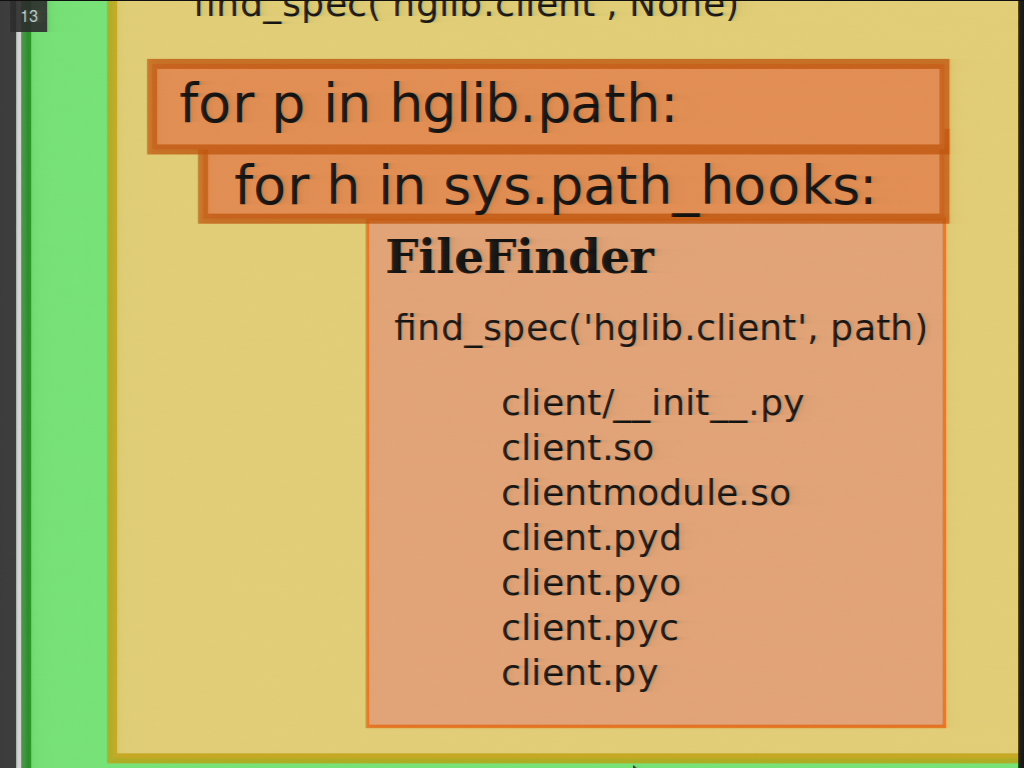 13
find_spec('hglib.client', None)
for p in hglib.path:
for h in sys.path_hooks:
FileFinder
find_spec('hglib.client', path)
client/__init__.py
client.so
clientmodule.so
client.pyd
client.pyo
client.pyc
client.py